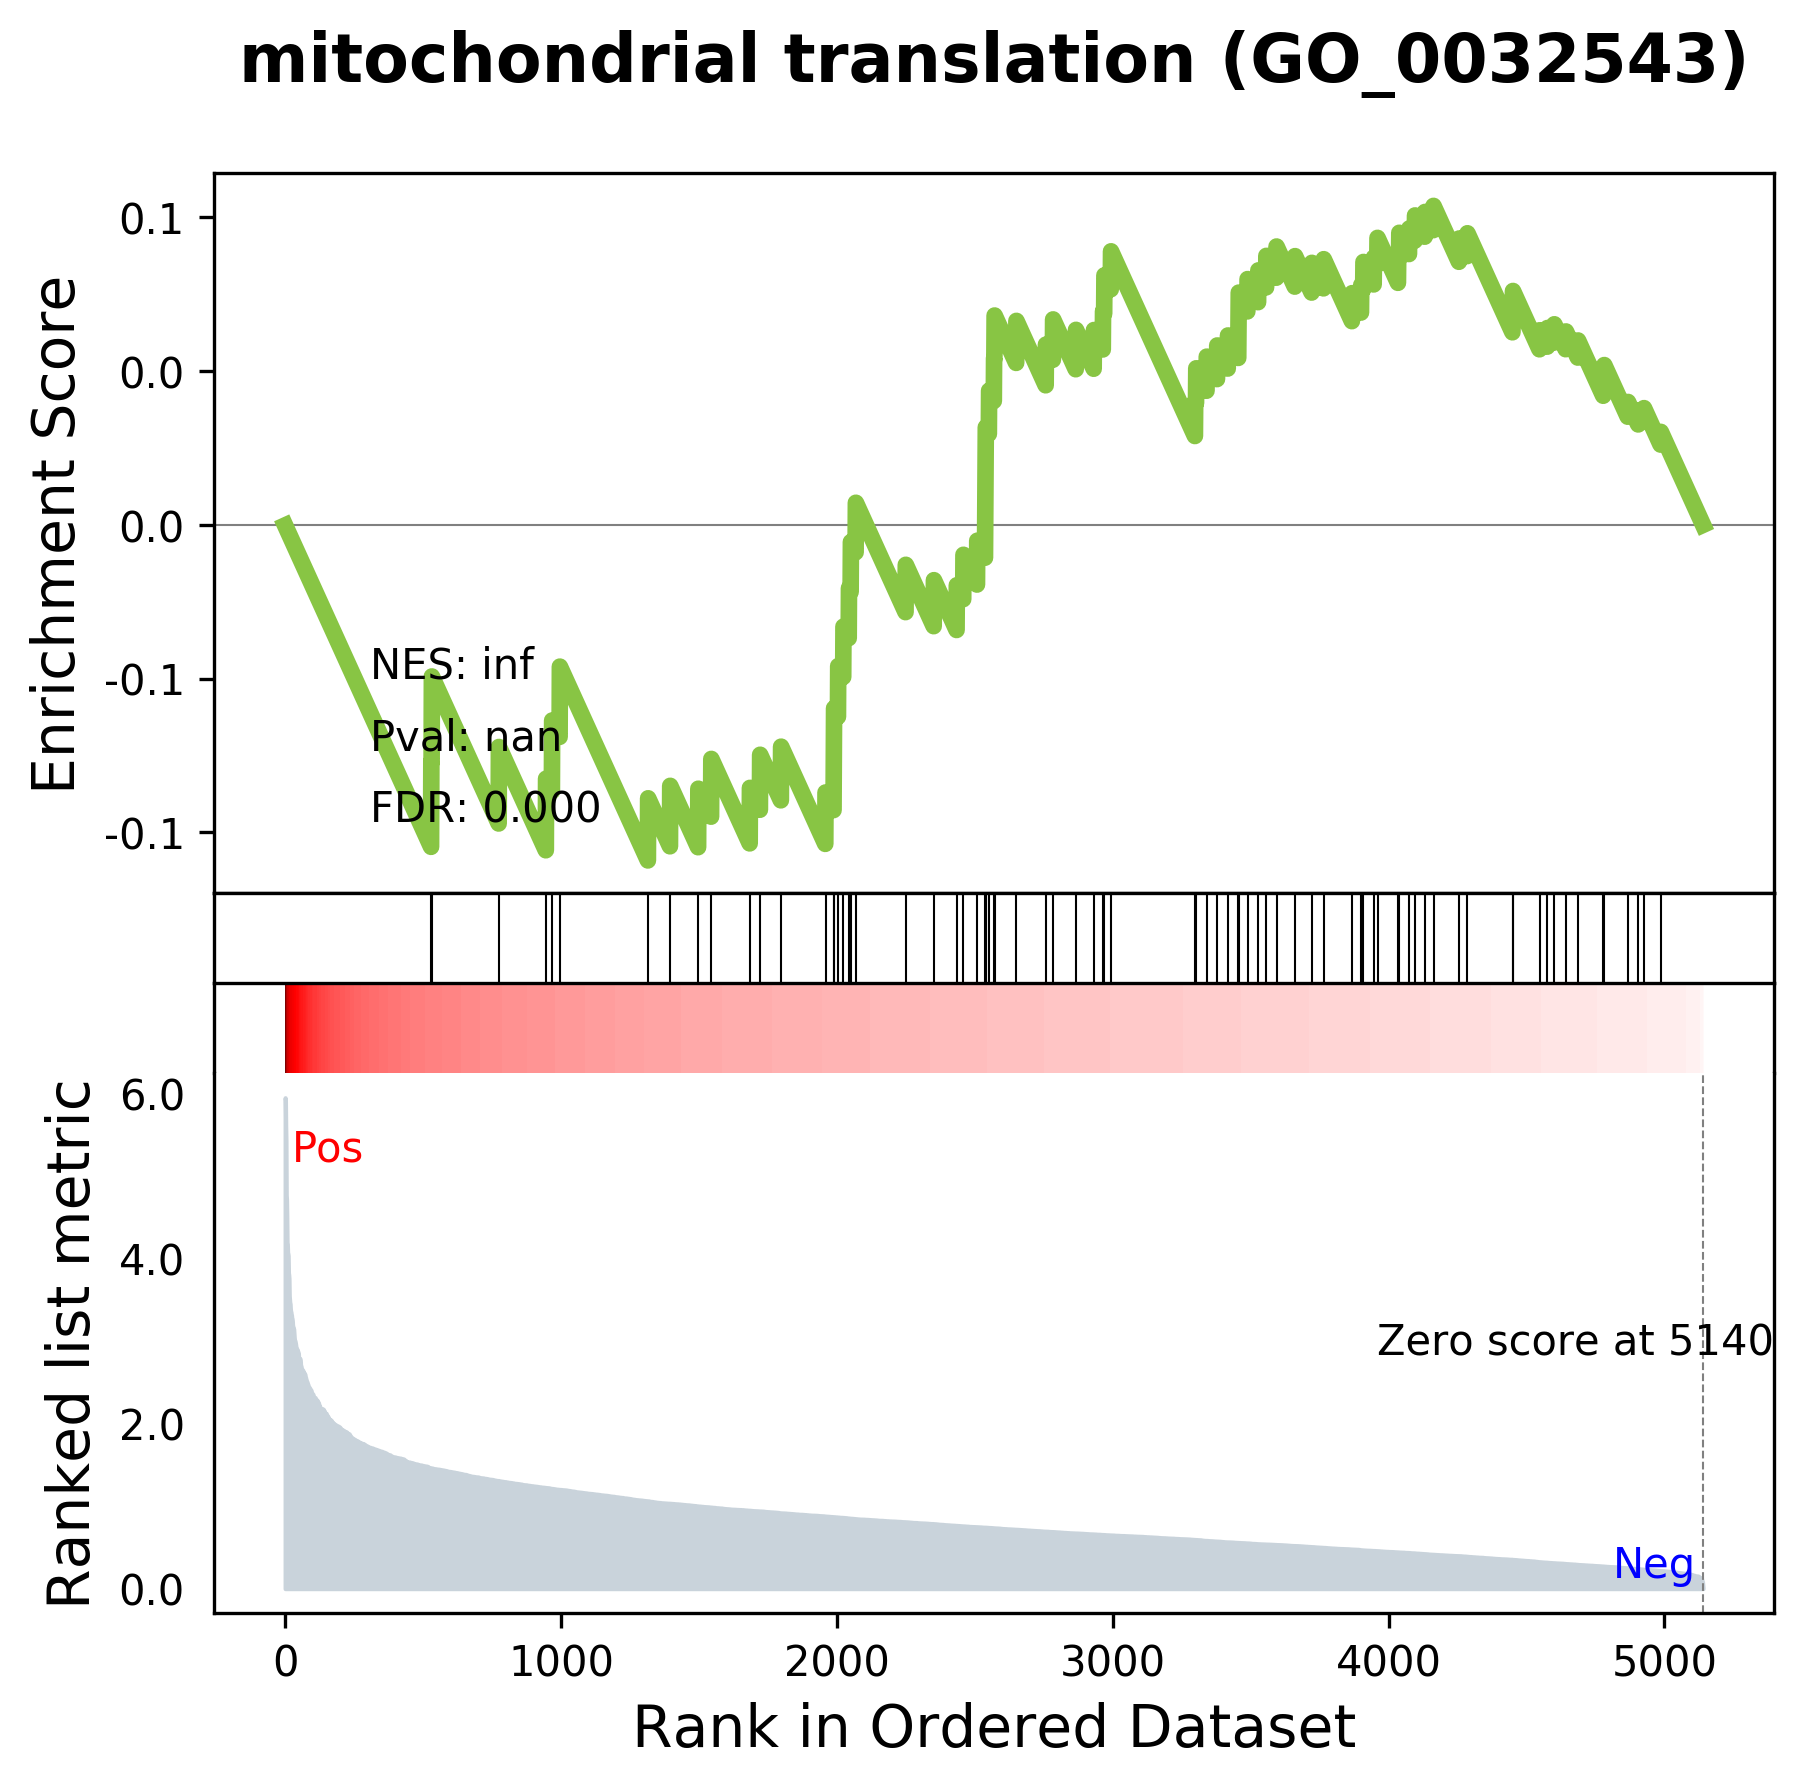 mitochondrial translation (GO_0032543)
Enrichment Score
0.1
0.0
0.0
-0.1
-0.1
NES: inf
Pval: nan
FDR: 0.000
Ranked list metric
6.0
4.0
2.0
0.0
Pos
Zero score at 5140
Neg
0 1000 2000 3000 4000 5000
Rank in Ordered Dataset